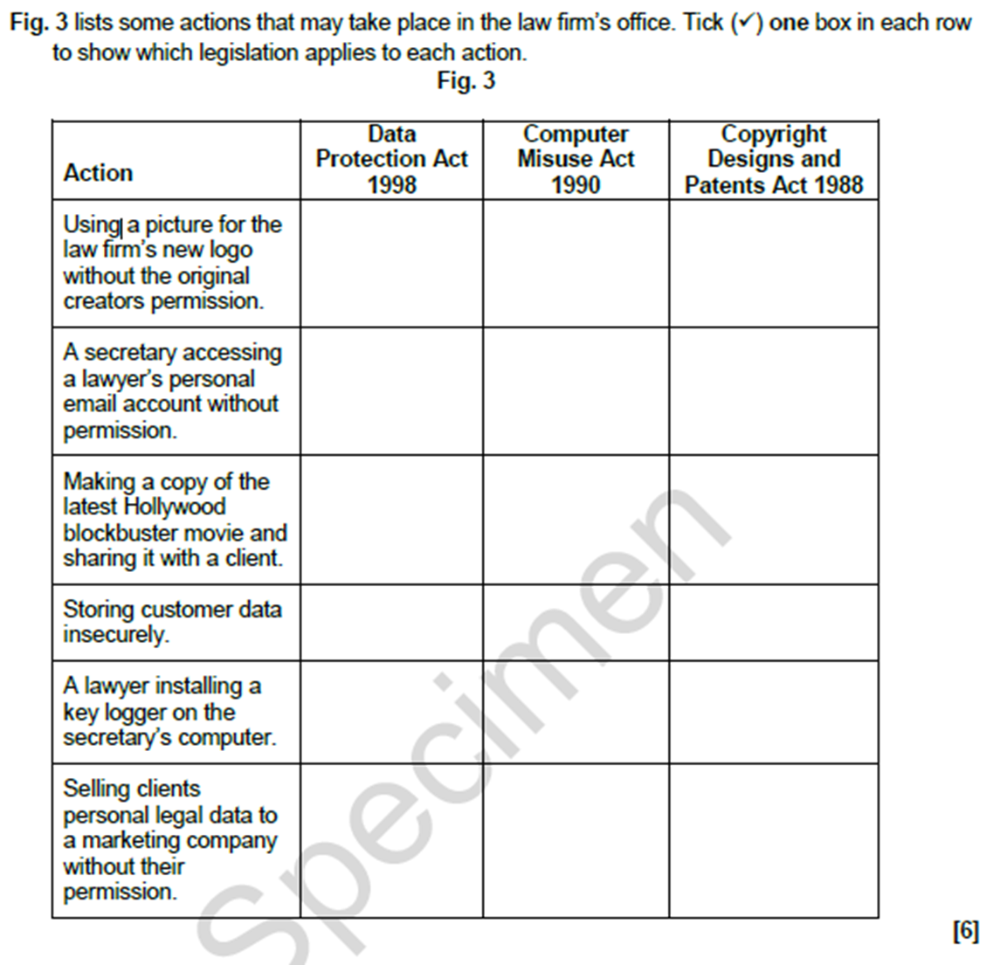 Fig. 3 lists some actions that may take place in the law firm's office. Tick (✓) one box in each row
to show which legislation applies to each action.
Fig. 3
Action
Data
Protection Act
1998
Computer
Misuse Act
1990
Copyright
Designs and
Patents Act 1988
Using a picture for the
law firm's new logo
without the original
creators permission.
A secretary accessing
a lawyer's personal
email account without
permission.
Making a copy of the
latest Hollywood
blockbuster movie and
sharing it with a client.
Storing customer data
insecurely.
A lawyer installing a
key logger on the
secretary's computer.
Selling clients
personal legal data to
a marketing company
without their
permission.
[6]
Specimen